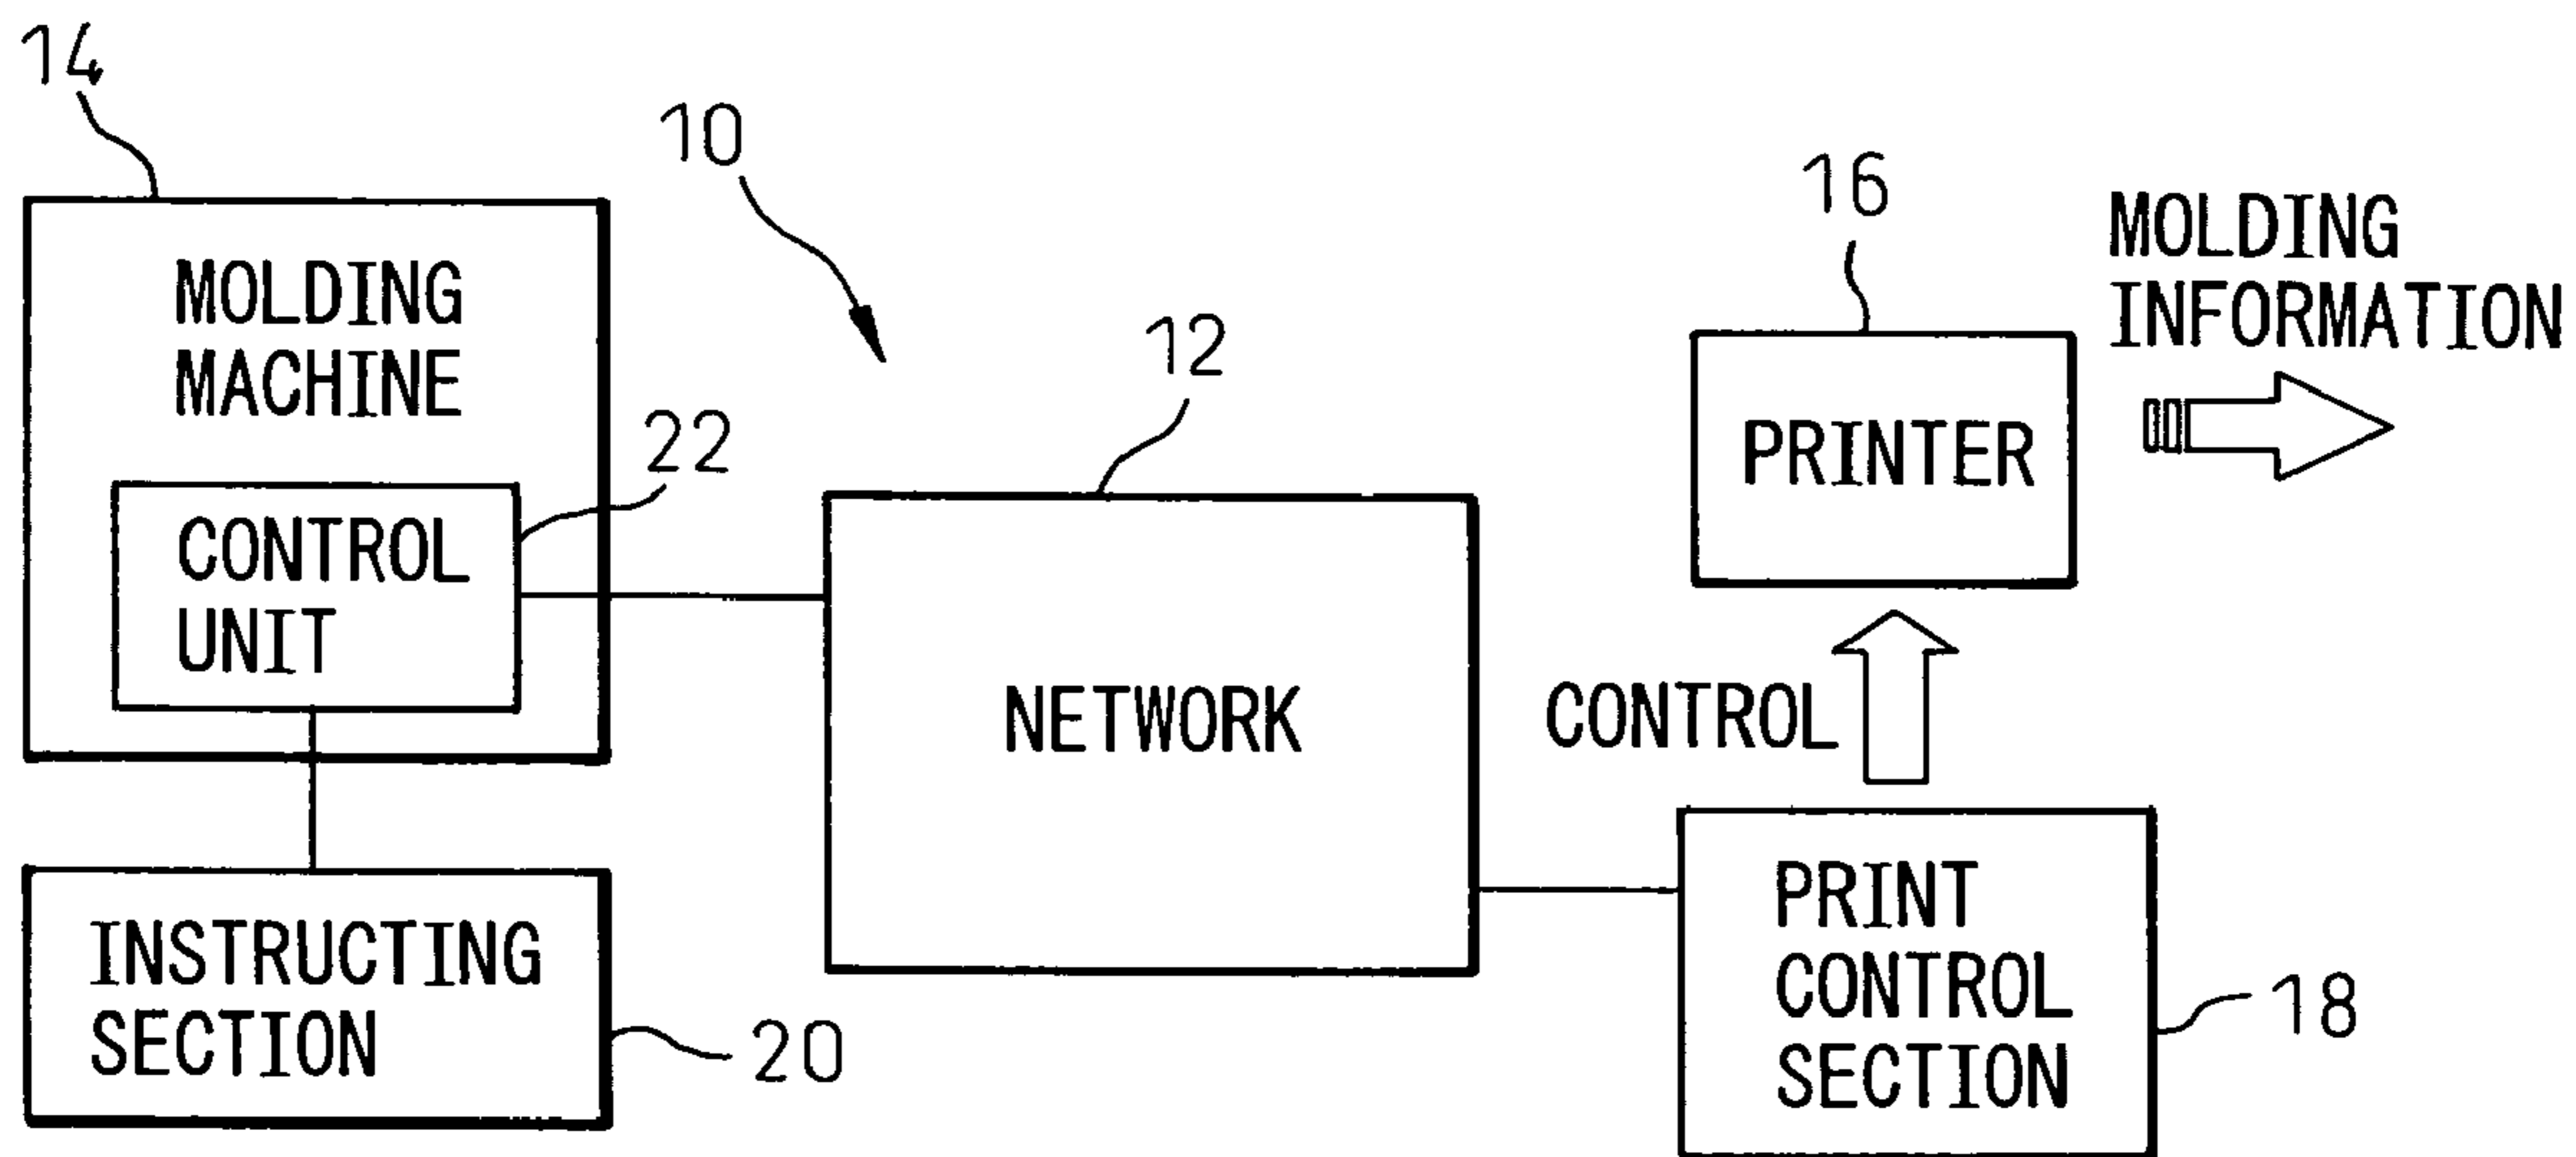 14
MOLDING
MACHINE
22
CONTROL
UNIT
INSTRUCTING
SECTION
20
10
12
NETWORK
16
PRINTER
MOLDING
INFORMATION
CONTROL
PRINT
CONTROL
SECTION
18